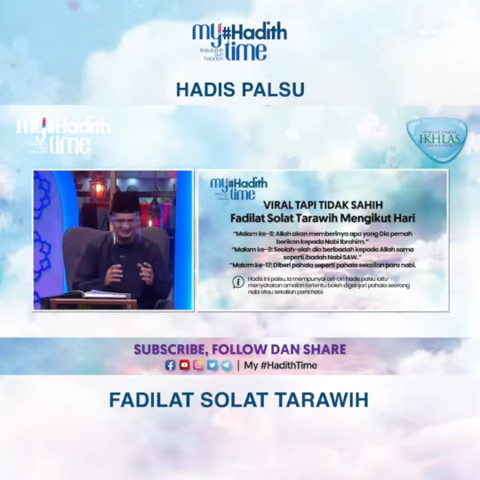 my#Hadith
time
HADIS PALSU
my#Hadith
time
IKHLAS
my#Hadith
time
VIRAL TAPI TIDAK SAHIH
Fadilat Solat Tarawih Mengikut Hari
"Malam ke-8: Allah akan memberinya apa yang Dia pernah
berikan kepada Nabi Ibrahim."
"Malam ke-9: Seolah-olah dia beribadah kepada Allah sama
seperti ibadah Nabi SAW."
"Malam ke-17: Diberi pahala seperti pahala sekalian para nabi.
Hadis ini palsu. Ia mempunyai ciri-ciri hadis palsu iaitu
menyatakan amalan tertentu boleh diganjari pahala seorang
nabi atau sekalian para nabi.
SUBSCRIBE, FOLLOW DAN SHARE
| My #HadithTime
FADILAT SOLAT TARAWIH